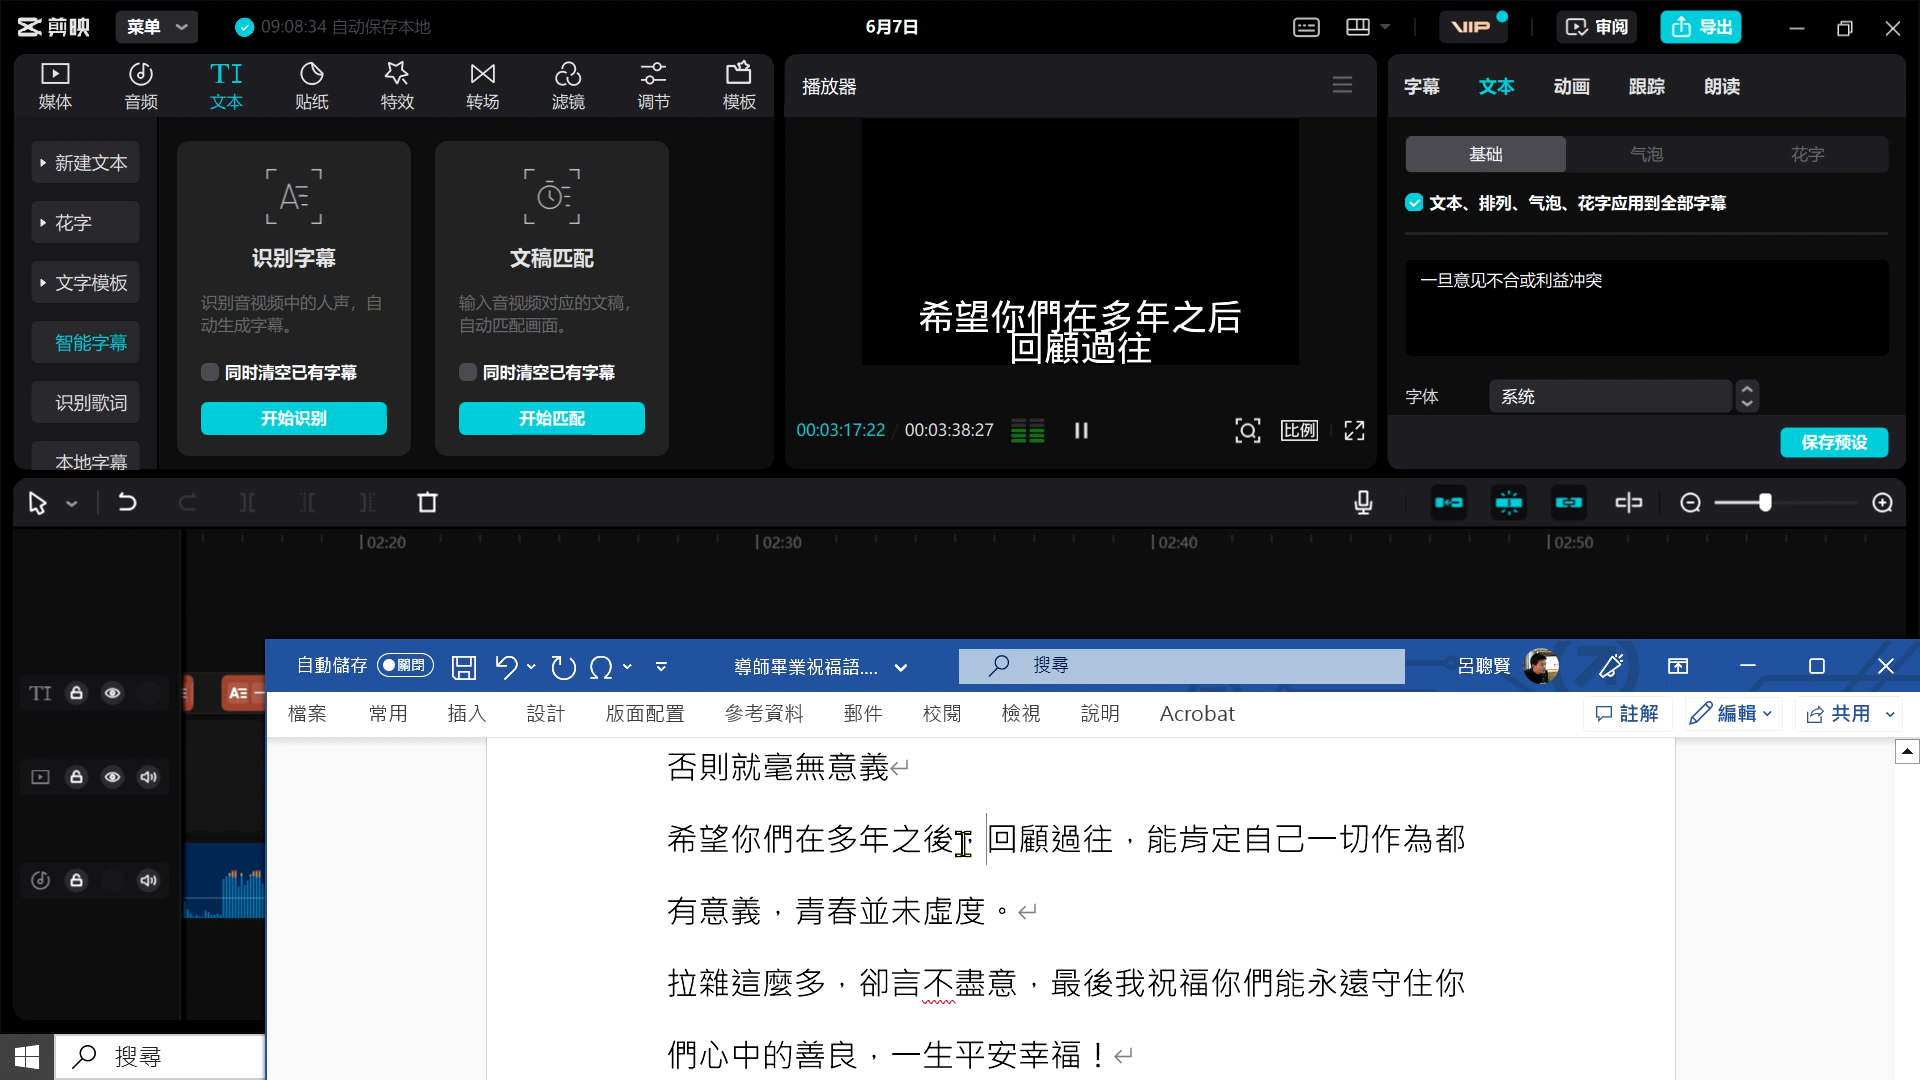 剪映
菜单
09:08:34 自动保存本地
6月7日
VIP
审阅
导出
媒体
音频
TI
文本
贴纸
特效
转场
滤镜
调节
模板
新建文本
花字
文字模板
智能字幕
识别歌词
本地字幕
识别字幕
识别音视频中的人声，自
动生成字幕。
同时清空已有字幕
开始识别
文稿匹配
输入音视频对应的文稿，
自动匹配画面。
同时清空已有字幕
开始匹配
播放器
希望你們在多年之后
回顧過往
00:03:17:22 / 00:03:38:27
比例
字幕
文本
动画
跟踪
朗读
基础
气泡
花字
文本、排列、气泡、花字应用到全部字幕
一旦意见不合或利益冲突
字体
系统
保存预设
02:20
02:30
02:40
02:50
TI
自動儲存
關閉
導師畢業祝福語....
搜尋
呂聰賢
檔案
常用
插入
設計
版面配置
參考資料
郵件
校閱
檢視
說明
Acrobat
註解
編輯
共用
否則就毫無意義
希望你們在多年之後，回顧過往，能肯定自己一切作為都
有意義，青春並未虛度。
拉雜這麼多，卻言不盡意，最後我祝福你們能永遠守住你
們心中的善良，一生平安幸福！
搜尋